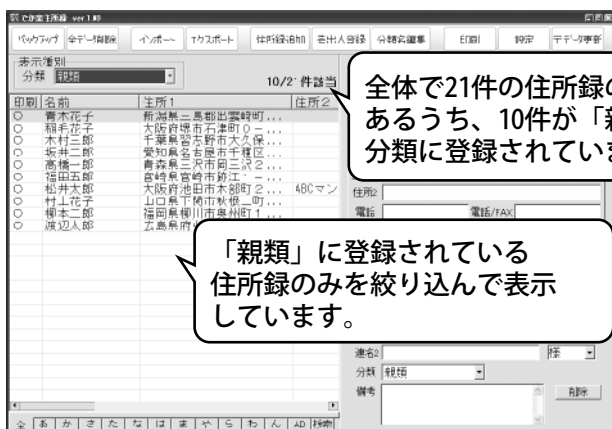 宛て楽住所録 ver.1.00
バックアップ 全データ削除 インポート エクスポート 住所録追加 差出人登録 分類名編集 印刷 設定 〒データ更新
表示種別
分類 親類
10/21件該当
印刷 名前 住所1 住所2
○ 青木花子 新潟県三島郡出雲崎町...
○ 稲毛花子 大阪府堺市石津町0－...
○ 木村三郎 千葉県習志野市大久保...
○ 坂井二郎 愛知県名古屋市千種区...
○ 高橋一郎 青森県三沢市岡三沢2...
○ 福田五郎 宮崎県宮崎市跡江1－...
○ 松井太郎 大阪府池田市木部町2... ABCマン
○ 村上花子 山口県下関市秋根二町...
○ 柳本二郎 福岡県柳川市奥州町1...
○ 渡辺太郎 広島県府
全体で21件の住所録の
あるうち、10件が「親
分類に登録されていま
住所2
電話 電話/FAX
「親類」に登録されている
住所録のみを絞り込んで表示
しています。
連名2 様
分類 親類
備考 削除
全 あ か さ た な は ま や ら わ ん AD 検索